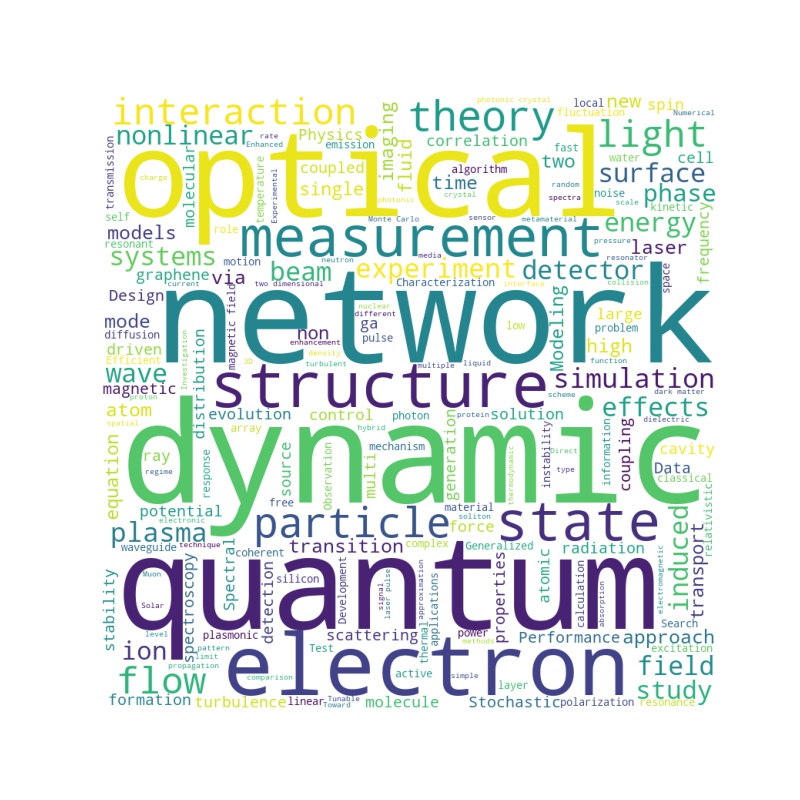 photonic crystal
local
new
spin
Numerical
interaction
theory
fluctuation
light
nonlinear
rate
Enhanced
Physics
emission
imaging
fluid
correlation
fast
two
water
cell
transmission
molecular
optical
charge
temperature
Experimental
coupled
single
photonic
crystal
time
algorithm
spectra
random
noise
surface
scale
phase
self
role
Monte Carlo
sensor
metamaterial
kinetic
models
resonant
measurement
energy
frequency
systems
motion
neutron
media
pressure
resonator
laser
graphene
via
beam
experiment
detector
collision
space
current
two dimensional
Characterization
interface
Design
magnetic field
network
nuclear
different
large
mode
non
ga
low
Modeling
particle
problem
diffusion
enhancement
pulse
high
driven
Efficient
Investigation
2D
density
turbulent
multiple
liquid
function
wave
structure
simulation
magnetic
proton
distribution
protein
scheme
dark matter
atom
evolution
control
photon
solution
effects
dielectric
spatial
array
hybrid
dynamic
equation
ray
regime
response
source
Observation
mechanism
multi
generation
thermodynamic
Direct
type
instability
information
coupling
cavity
Data
classical
relativistic
potential
electronic
free
material
soliton
state
plasma
force
waveguide
technique
coherent
transition
complex
Generalized
atomic
radiation
induced
transport
electromagnetic
stability
Muon
Solar
spectroscopy
Spectral
silicon
Development
signal
laser pulse
approximation
applications
properties
calculation
absorption
quantum
detection
level
pattern
limit
plasmonic
Test
scattering
thermal
power
methods
Performance
approach
Search
ion
propagation
comparison
electron
active
simple
layer
field
excitation
flow
study
formation
turbulence
linear
Tunable
Toward
molecule
Stochastic
polarization
resonance